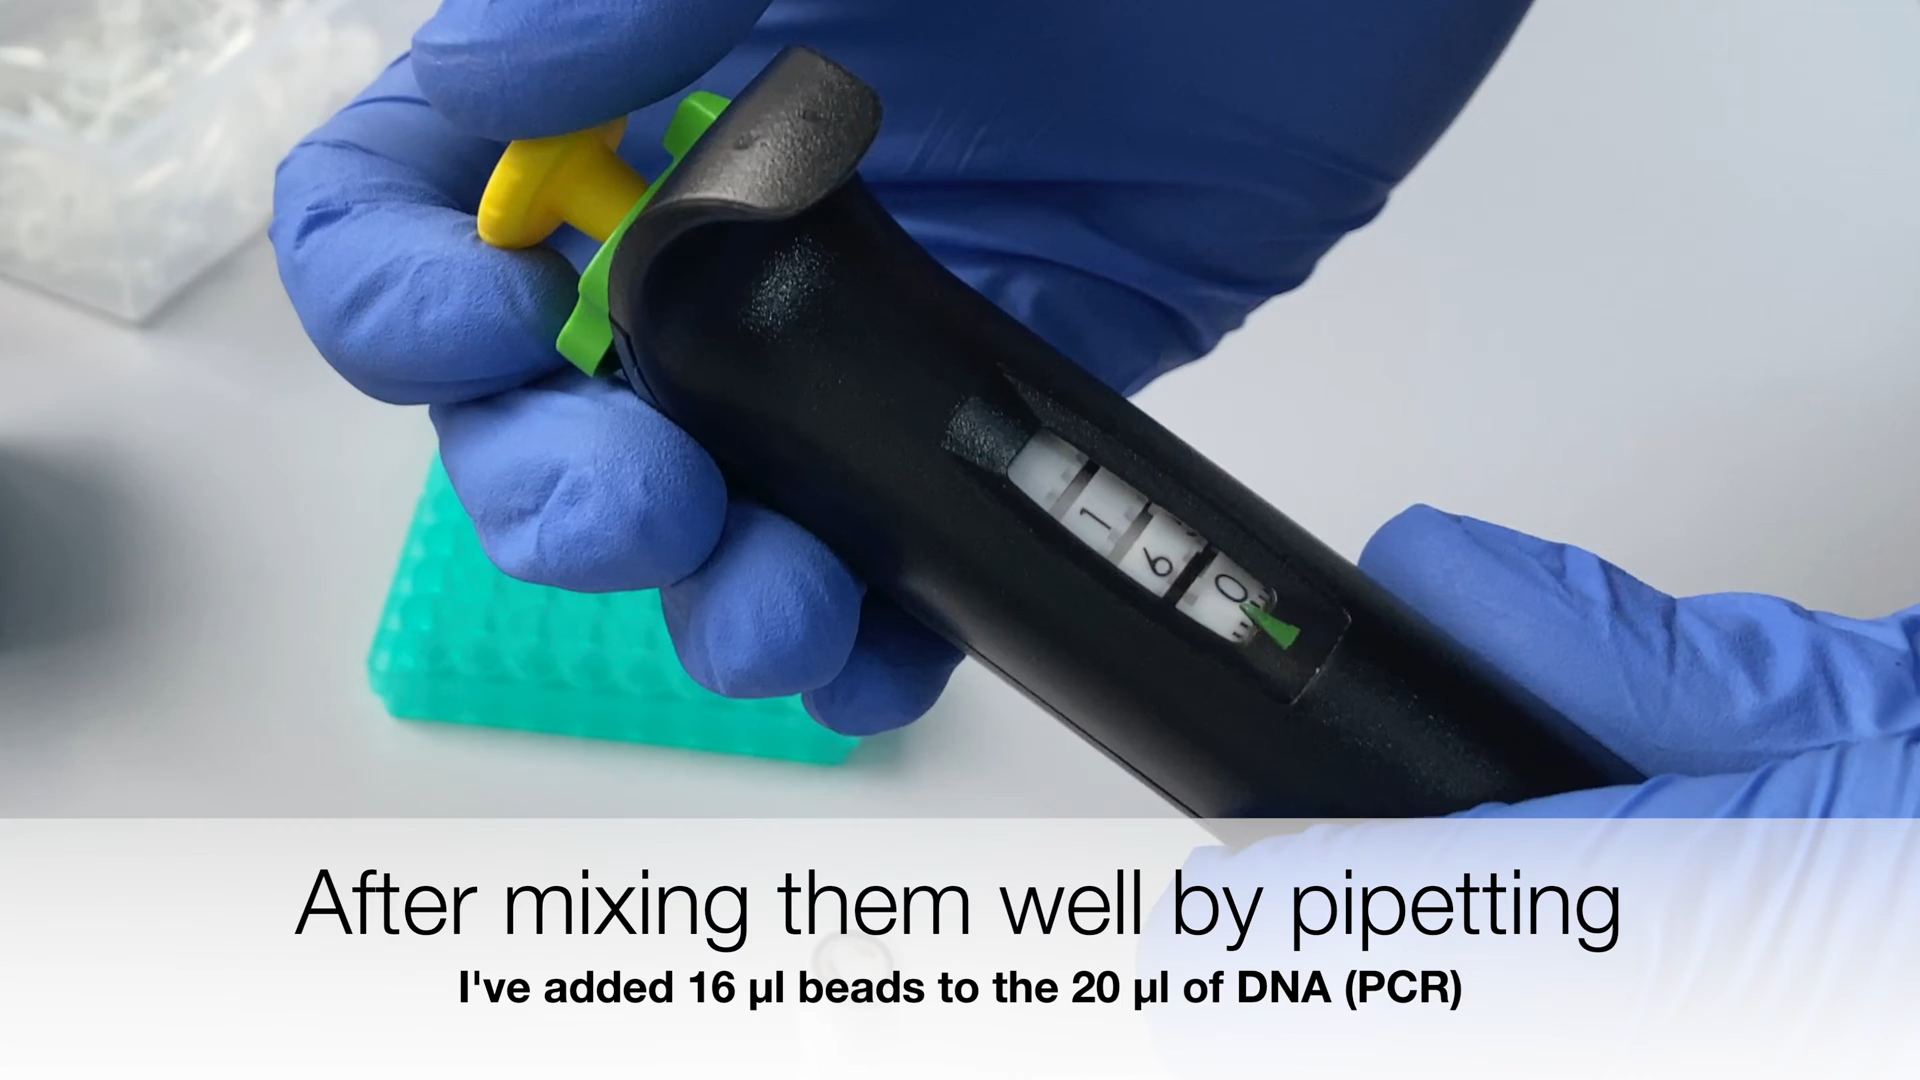 160
After mixing them well by pipetting
I've added 16 µl beads to the 20 µl of DNA (PCR)